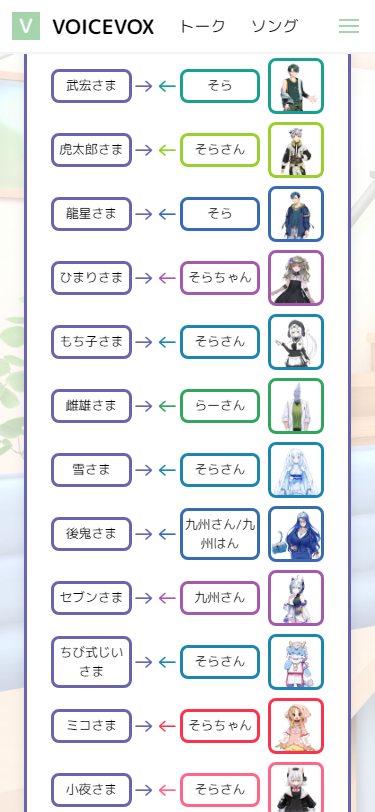 V VOICEVOX トーク ソング
武宏さま → ← そら
虎太郎さま → ← そらさん
龍星さま → ← そら
ひまりさま → ← そらちゃん
もち子さま → ← そらさん
雌雄さま → ← らーさん
雪さま → ← そらさん
後鬼さま → ← 九州さん/九
州はん
セブンさま → ← 九州さん
ちび式じい
さま → ← そらさん
ミコさま → ← そらちゃん
小夜さま → ← そらさん